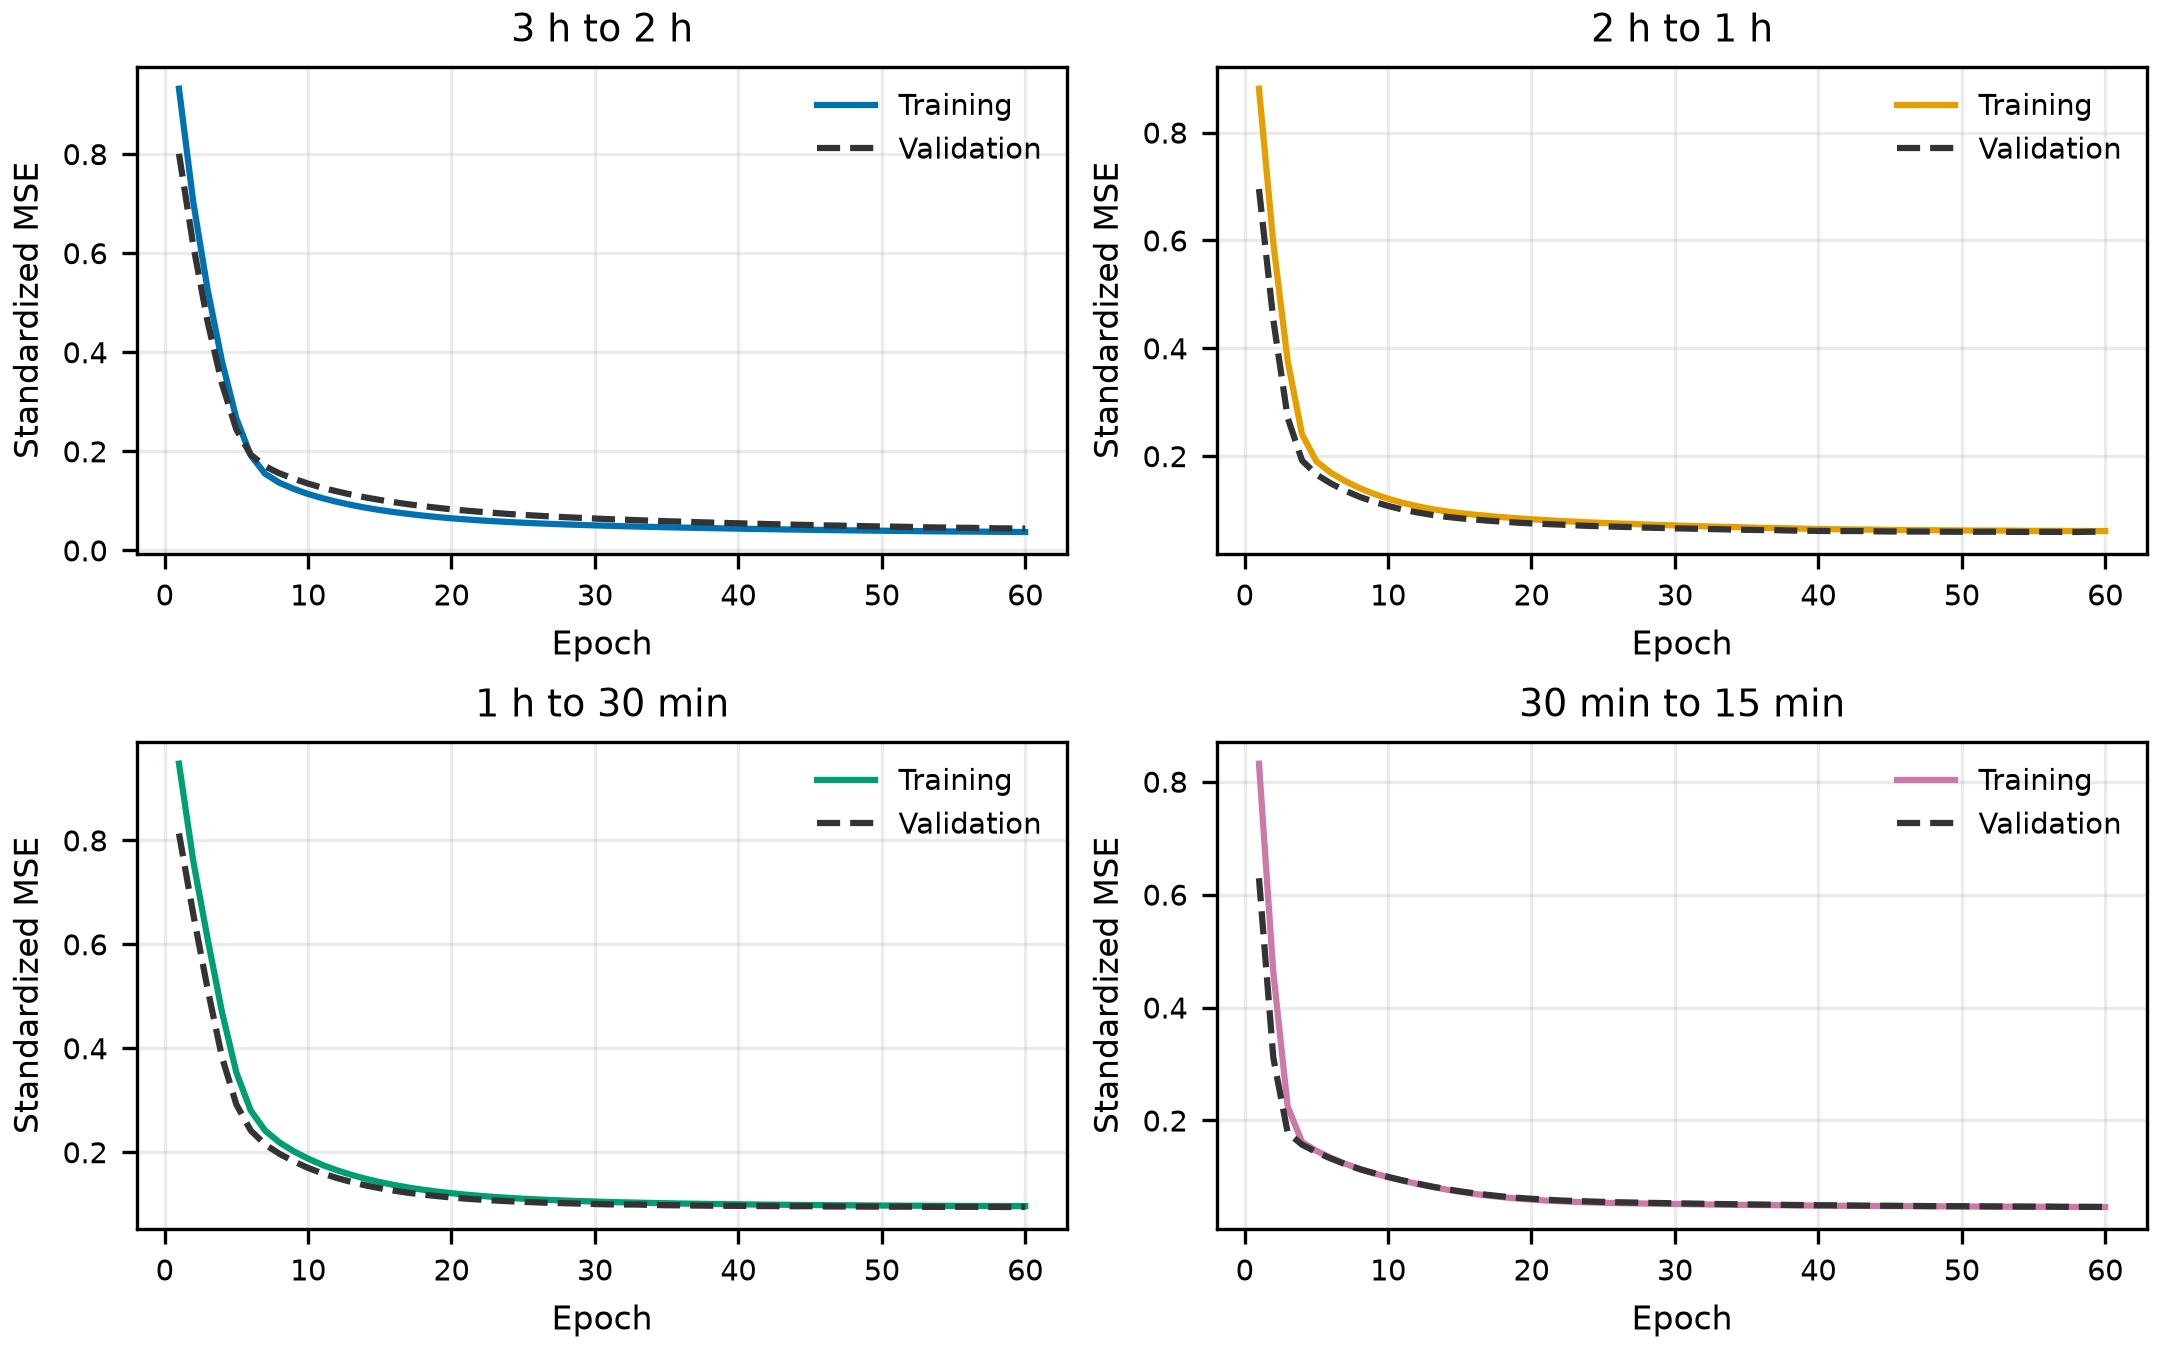 3 h to 2 h
Training
Validation
Standardized MSE
0.8
0.6
0.4
0.2
0.0
0 10 20 30 40 50 60
Epoch
2 h to 1 h
Training
Validation
Standardized MSE
0.8
0.6
0.4
0.2
0 10 20 30 40 50 60
Epoch
1 h to 30 min
Training
Validation
Standardized MSE
0.8
0.6
0.4
0.2
0 10 20 30 40 50 60
Epoch
30 min to 15 min
Training
Validation
Standardized MSE
0.8
0.6
0.4
0.2
0 10 20 30 40 50 60
Epoch